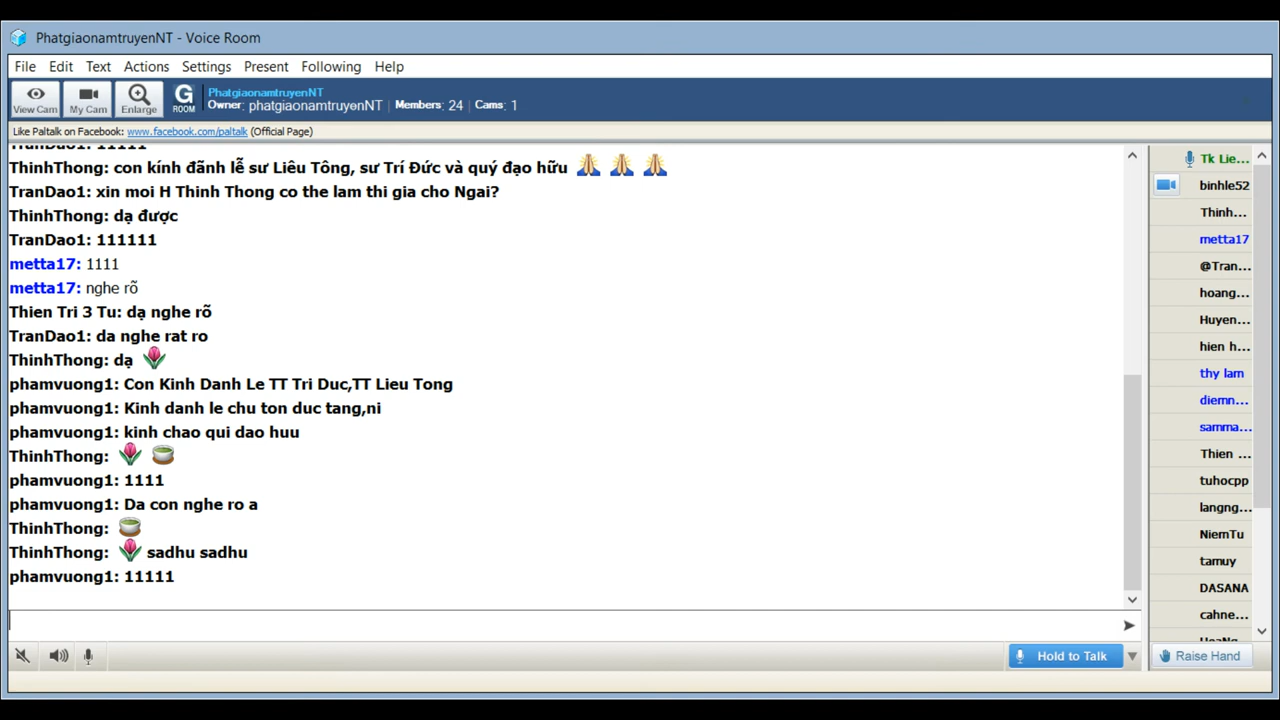 PhatgiaonamtruyenNT - Voice Room
File Edit Text Actions Settings Present Following Help
View Cam My Cam Enlarge G ROOM
PhatgiaonamtruyenNT
Owner: phatgiaonamtruyenNT | Members: 24 | Cams: 1
Like Paltalk on Facebook: www.facebook.com/paltalk (Official Page)
TranDao1: 11111
ThinhThong: con kính đãnh lễ sư Liêu Tông, sư Trí Đức và quý đạo hữu
TranDao1: xin moi H Thinh Thong co the lam thi gia cho Ngai?
ThinhThong: dạ được
TranDao1: 111111
metta17: 1111
metta17: nghe rõ
Thien Tri 3 Tu: dạ nghe rõ
TranDao1: da nghe rat ro
ThinhThong: dạ
phamvuong1: Con Kinh Danh Le TT Tri Duc,TT Lieu Tong
phamvuong1: Kinh danh le chu ton duc tang,ni
phamvuong1: kinh chao qui dao huu
ThinhThong:
phamvuong1: 1111
phamvuong1: Da con nghe ro a
ThinhThong:
ThinhThong: sadhu sadhu
phamvuong1: 11111
Tk Lie...
binhle52
Thinh...
metta17
@Tran...
hoang...
Huyen...
hien h...
thy lam
diemn...
samma...
Thien ...
tuhocpp
langng...
NiemTu
tamuy
DASANA
cahne...
Hold to Talk
Raise Hand